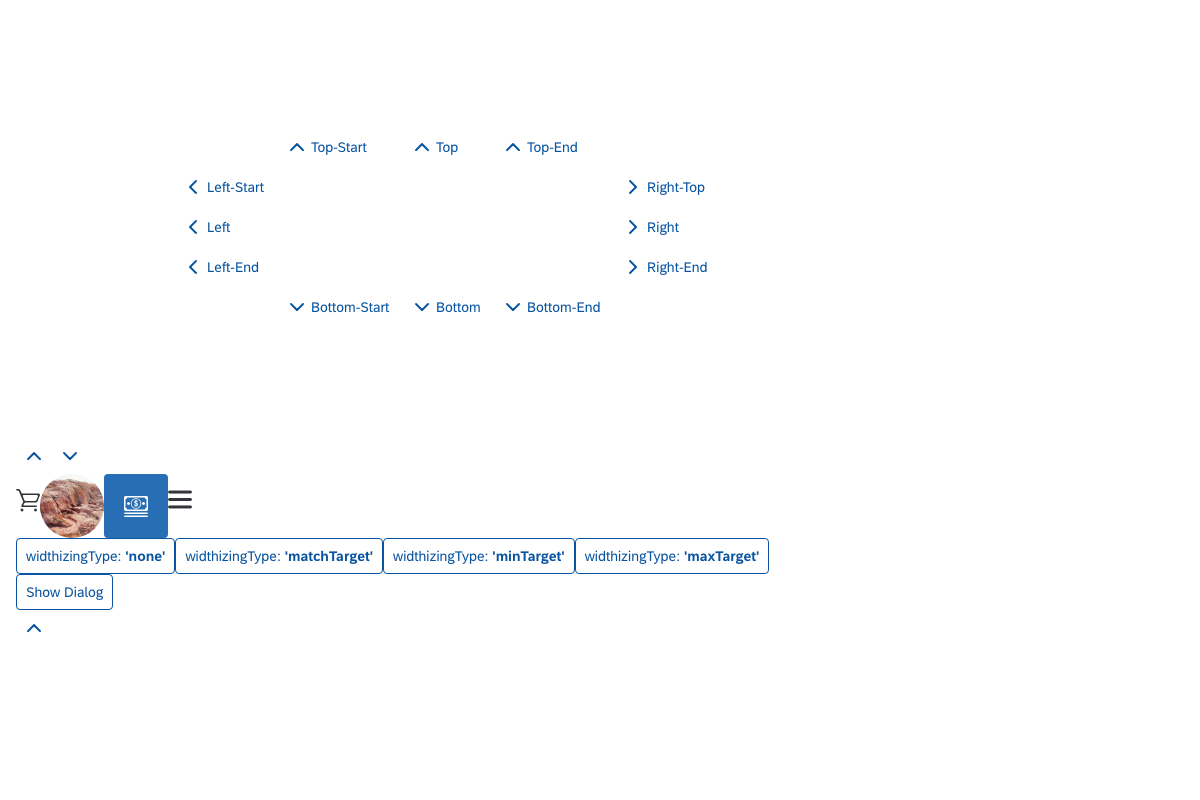 Top-Start Top Top-End
Left-Start Right-Top
Left Right
Left-End Right-End
Bottom-Start Bottom Bottom-End
widthizingType: 'none' widthizingType: 'matchTarget' widthizingType: 'minTarget' widthizingType: 'maxTarget'
Show Dialog